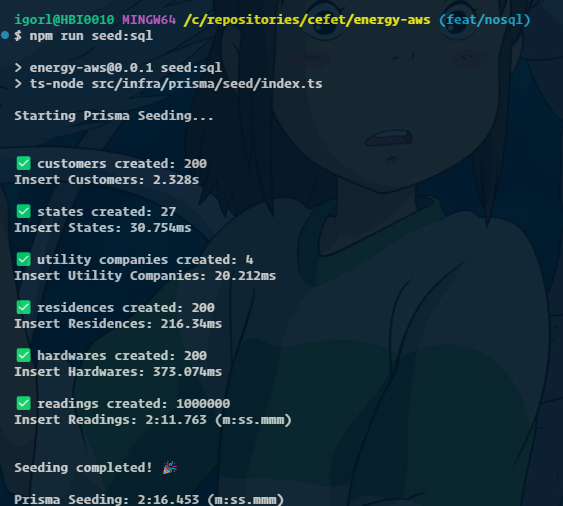 igorl@HBI0010 MINGW64 /c/repositories/cefet/energy-aws (feat/nosql)
$ npm run seed:sql
> energy-aws@0.0.1 seed:sql
> ts-node src/infra/prisma/seed/index.ts
Starting Prisma Seeding...
✅ customers created: 200
Insert Customers: 2.328s
✅ states created: 27
Insert States: 30.754ms
✅ utility companies created: 4
Insert Utility Companies: 20.212ms
✅ residences created: 200
Insert Residences: 216.34ms
✅ hardwares created: 200
Insert Hardwares: 373.074ms
✅ readings created: 1000000
Insert Readings: 2:11.763 (m:ss.mmm)
Seeding completed! 🎉
Prisma Seeding: 2:16.453 (m:ss.mmm)